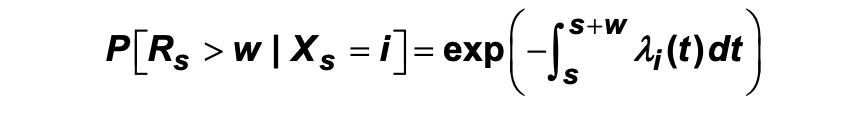 P[R_s > w | X_s = i] = exp(-∫_s^{s+w} λ_i(t) dt)